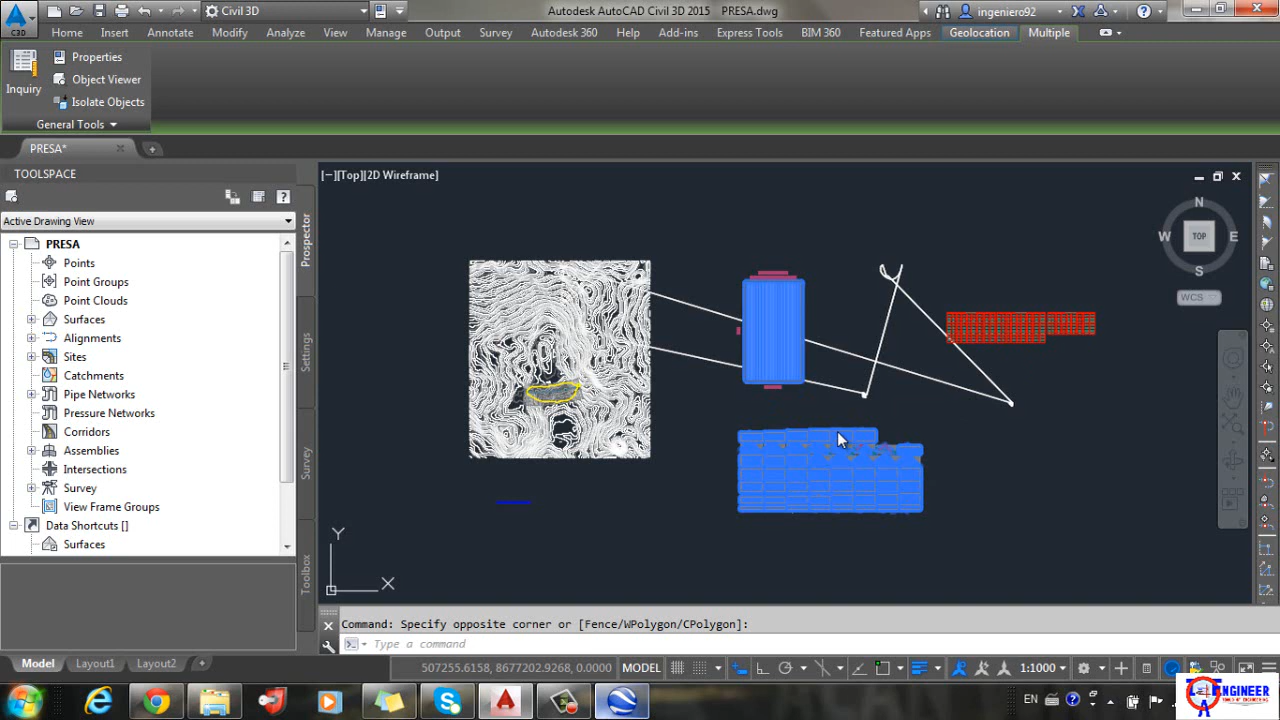 C3D
Civil 3D
Autodesk AutoCAD Civil 3D 2015 PRESA.dwg
ingeniero92
Home Insert Annotate Modify Analyze View Manage Output Survey Autodesk 360 Help Add-ins Express Tools BIM 360 Featured Apps Geolocation Multiple
Inquiry
Properties
Object Viewer
Isolate Objects
General Tools
PRESA*
TOOLSPACE
Active Drawing View
PRESA
Points
Point Groups
Point Clouds
Surfaces
Alignments
Sites
Catchments
Pipe Networks
Pressure Networks
Corridors
Assemblies
Intersections
Survey
View Frame Groups
Data Shortcuts []
Surfaces
Prospector
Settings
Survey
Toolbox
[−][Top][2D Wireframe]
N
W TOP E
S
WCS
Y
X
Command: Specify opposite corner or [Fence/WPolygon/CPolygon]:
Type a command
Model Layout1 Layout2 +
507255.6158, 8677202.9268, 0.0000 MODEL 1:1000
EN
ENGINEER